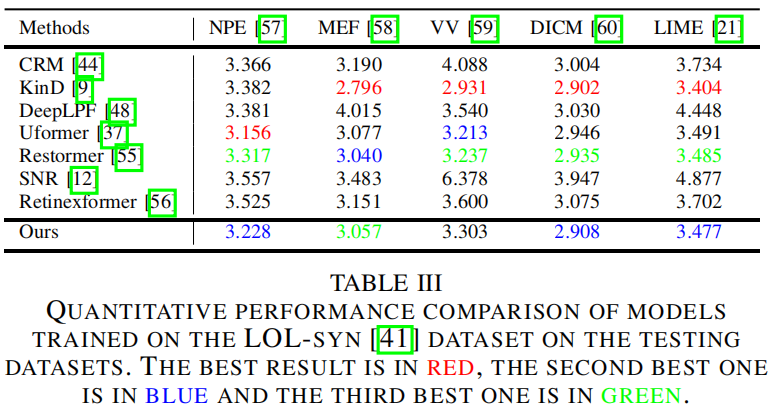 Methods NPE [57] MEF [58] VV [59] DICM [60] LIME [21]
CRM [44] 3.366 3.190 4.088 3.004 3.734
KinD [9] 3.382 2.796 2.931 2.902 3.404
DeepLPF [48] 3.381 4.015 3.540 3.030 4.448
Uformer [37] 3.156 3.077 3.213 2.946 3.491
Restormer [55] 3.317 3.040 3.237 2.935 3.485
SNR [12] 3.557 3.483 6.378 3.947 4.877
Retinexformer [56] 3.525 3.151 3.600 3.075 3.702
Ours 3.228 3.057 3.303 2.908 3.477
TABLE III
QUANTITATIVE PERFORMANCE COMPARISON OF MODELS
TRAINED ON THE LOL-SYN [41] DATASET ON THE TESTING
DATASETS. THE BEST RESULT IS IN RED, THE SECOND BEST ONE
IS IN BLUE AND THE THIRD BEST ONE IS IN GREEN.